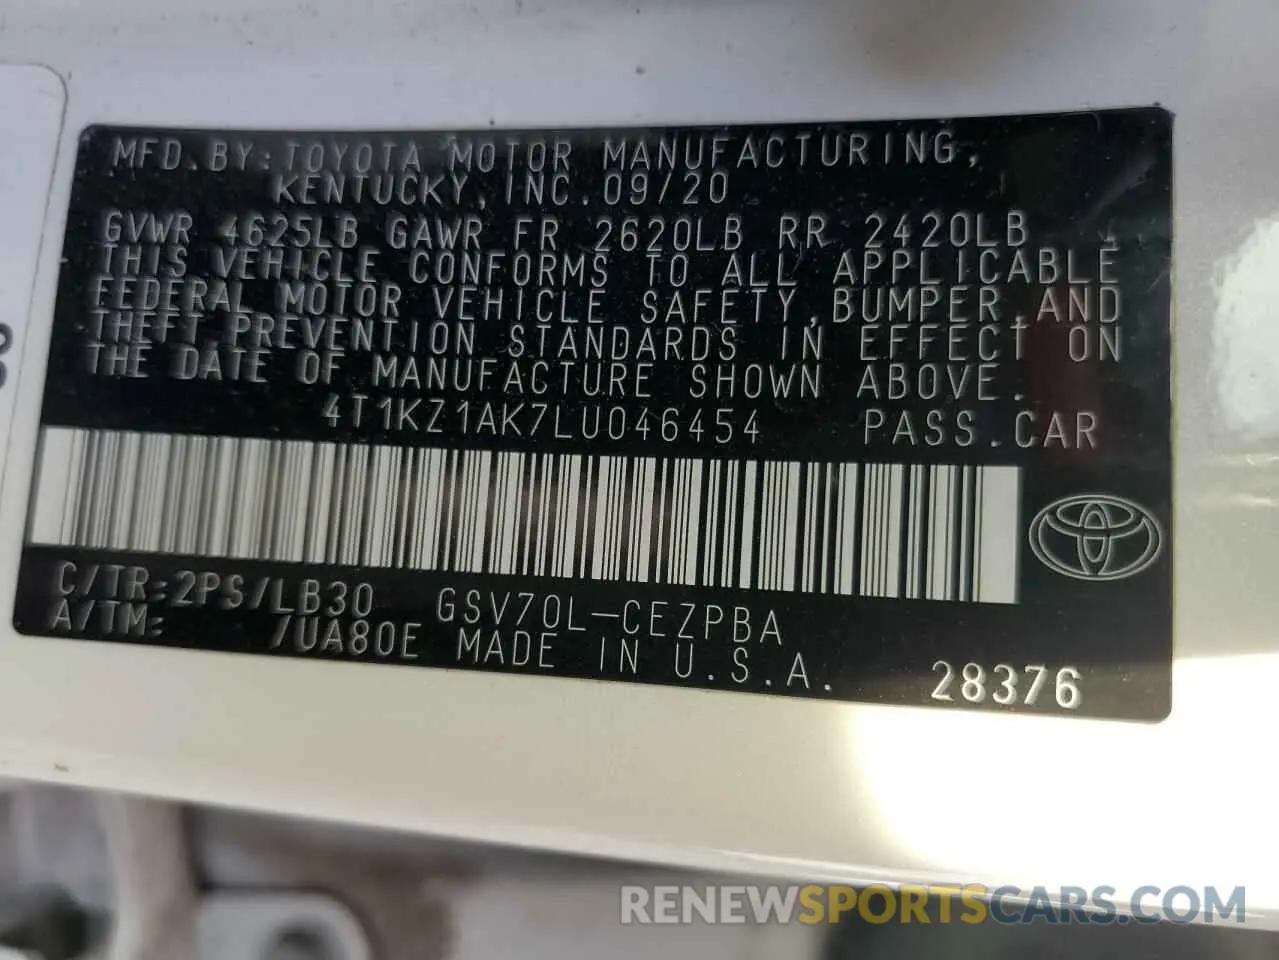 MFD.BY:TOYOTA MOTOR MANUFACTURING,
KENTUCKY,INC.09/20
GVWR 4625LB GAWR FR 2620LB RR 2420LB
THIS VEHICLE CONFORMS TO ALL APPLICABLE
FEDERAL MOTOR VEHICLE SAFETY,BUMPER,AND
THEFT PREVENTION STANDARDS IN EFFECT ON
THE DATE OF MANUFACTURE SHOWN ABOVE.
4T1KZ1AK7LU046454 PASS.CAR
C/TR:2PS/LB30 GSV70L-CEZPBA
A/TM: /UA80E MADE IN U.S.A.
28376
RENEWSPORTSCARS.COM